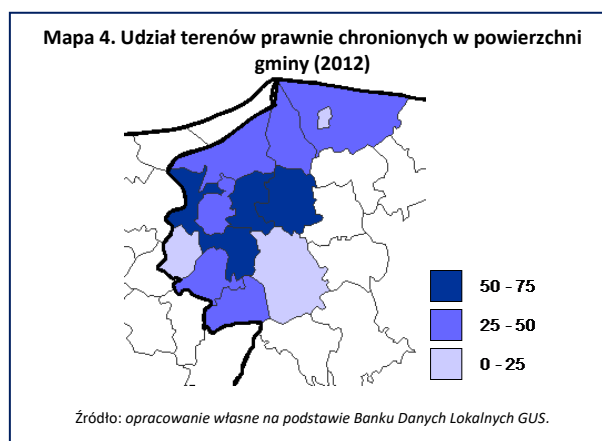 Mapa 4. Udział terenów prawnie chronionych w powierzchni
gminy (2012)
50 - 75
25 - 50
0 - 25
Źródło: opracowanie własne na podstawie Banku Danych Lokalnych GUS.